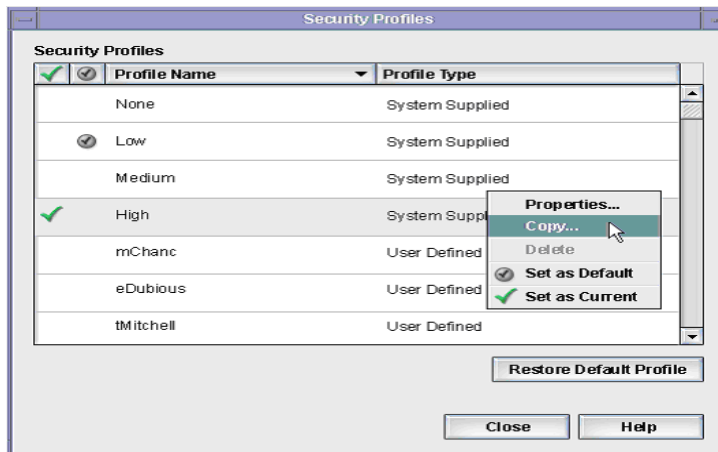 Security Profiles
Security Profiles
Profile Name Profile Type
None System Supplied
Low System Supplied
Medium System Supplied
High System Suppl
mChanc User Defined
eDubious User Defined
tMitchell User Defined
Properties...
Copy...
Delete
Set as Default
Set as Current
Restore Default Profile
Close Help